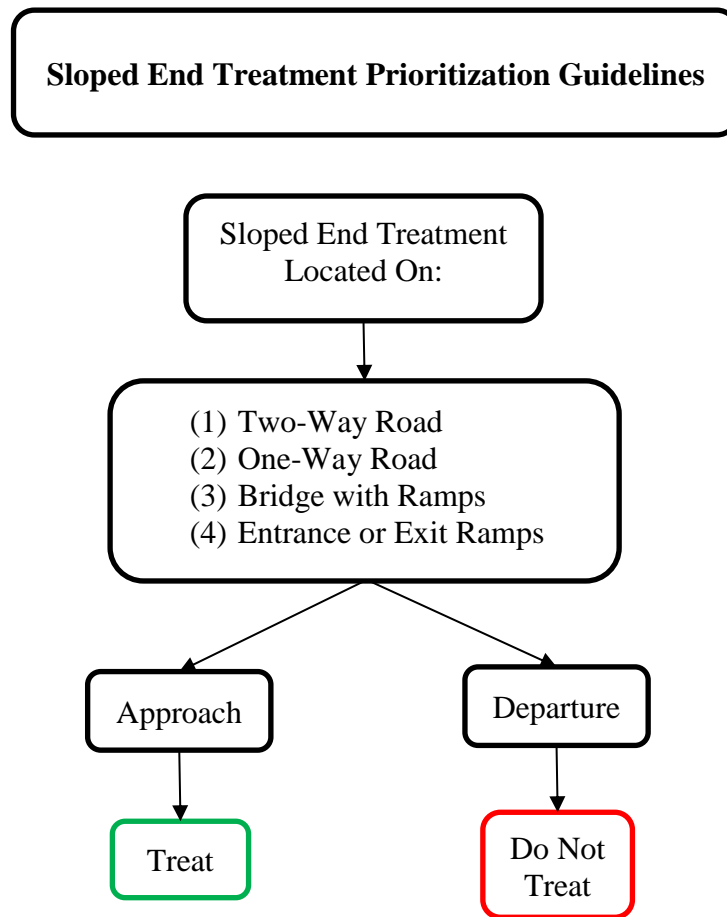 Sloped End Treatment Prioritization Guidelines
Sloped End Treatment
Located On:
(1) Two-Way Road
(2) One-Way Road
(3) Bridge with Ramps
(4) Entrance or Exit Ramps
Approach
Departure
Treat
Do Not
Treat